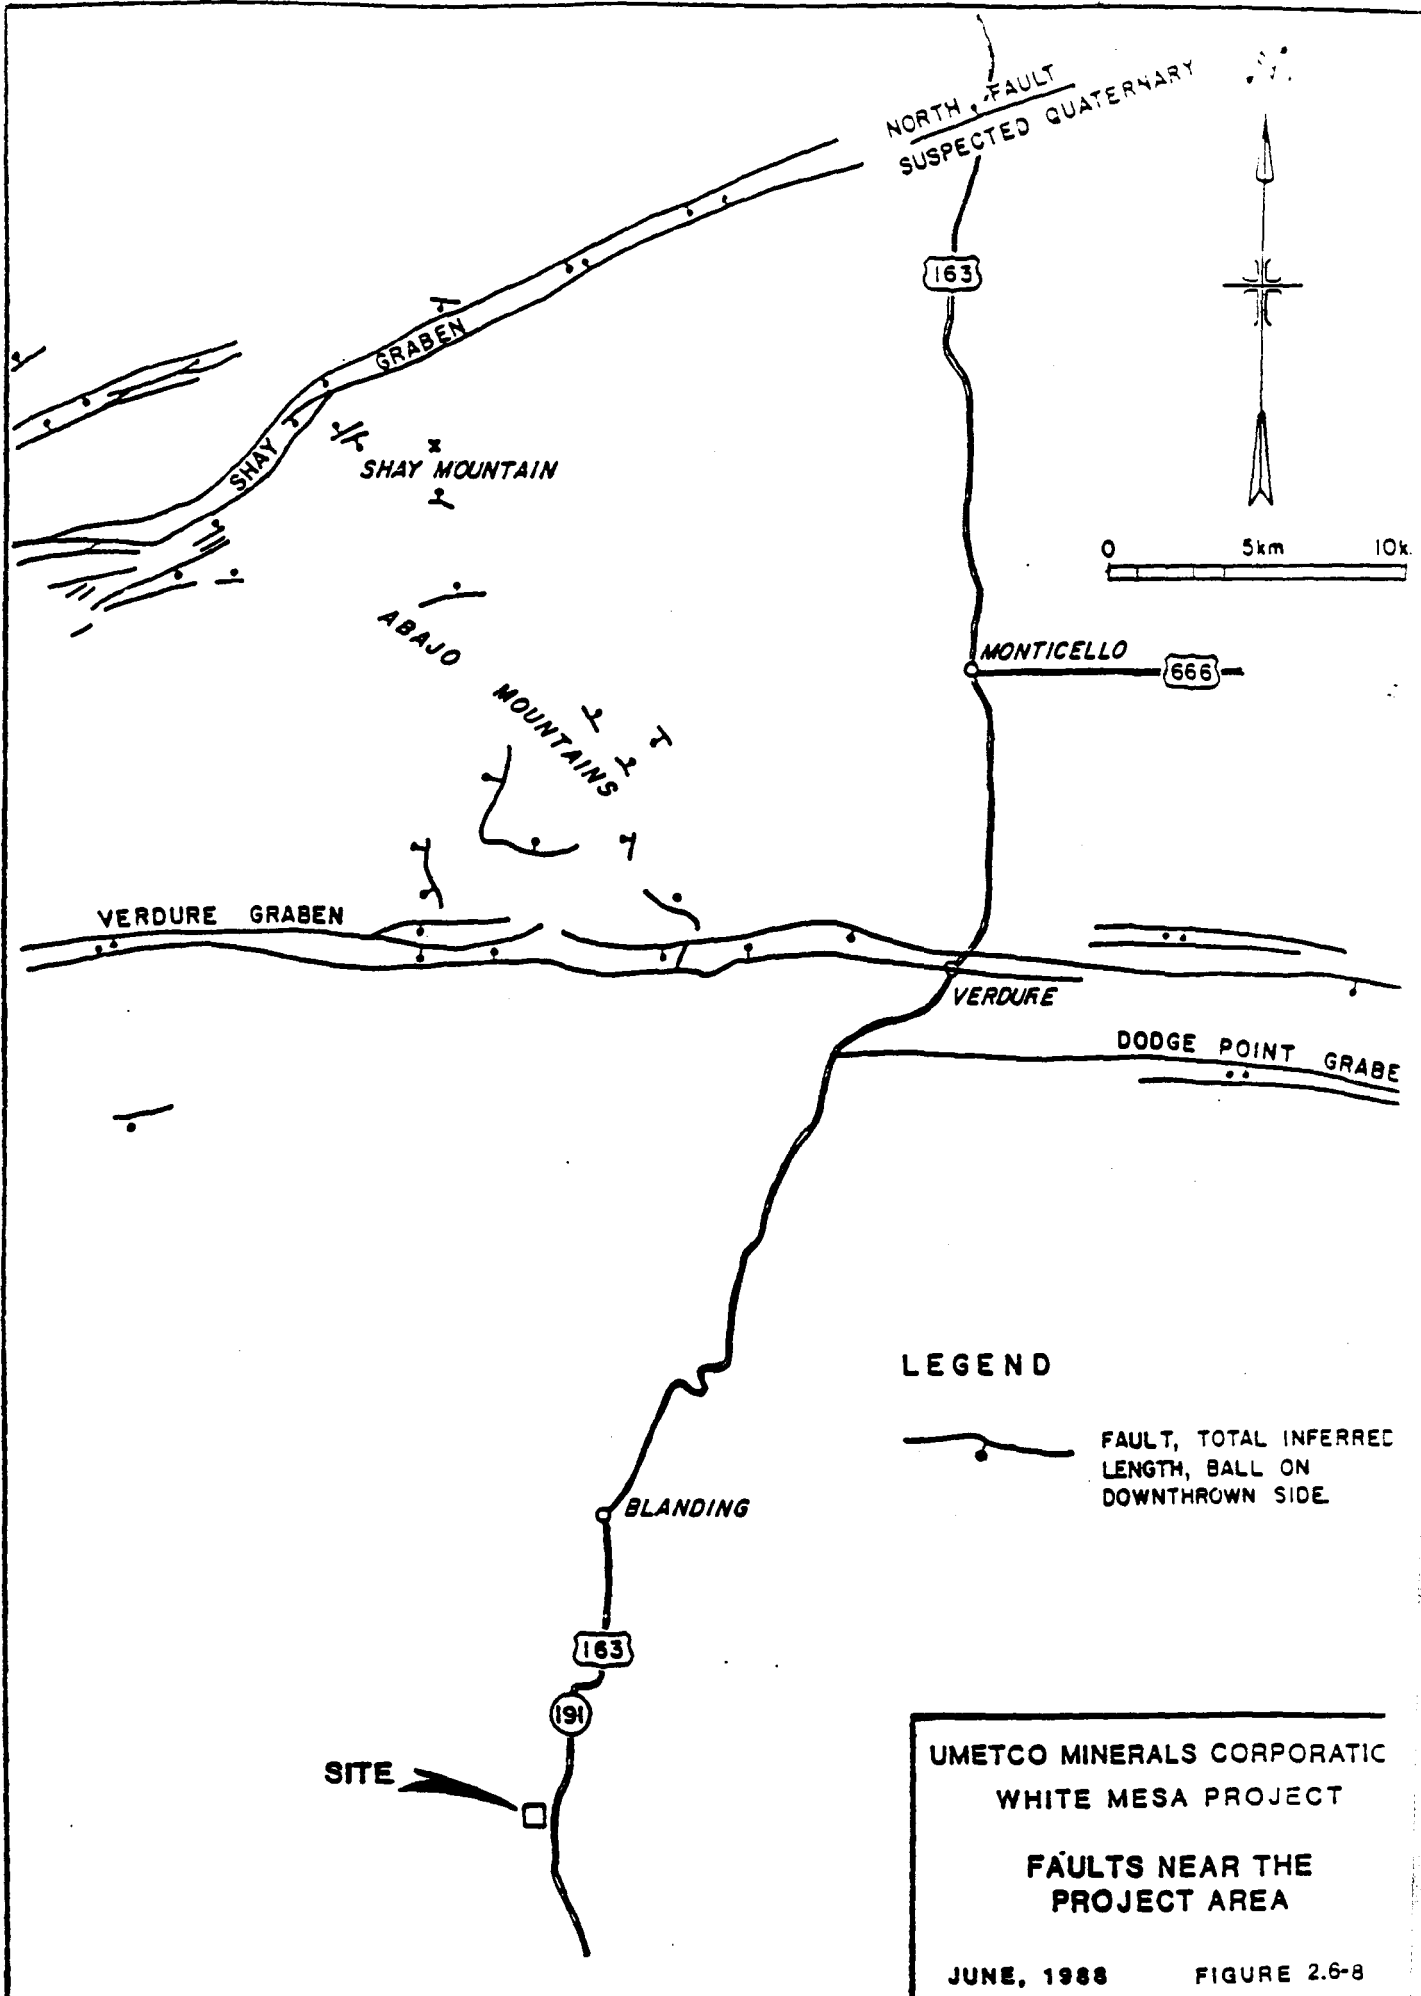 NORTH FAULT
SUSPECTED QUATERNARY
163
GRABEN
SHAY
SHAY MOUNTAIN
0 5km 10k
ABAJO
MONTICELLO
666
MOUNTAINS
VERDURE GRABEN
VERDURE
DODGE POINT GRABE
LEGEND
FAULT, TOTAL INFERRED
LENGTH, BALL ON
DOWNTHROWN SIDE
BLANDING
163
191
SITE
UMETCO MINERALS CORPORATIC
WHITE MESA PROJECT
FAULTS NEAR THE
PROJECT AREA
JUNE, 1988 FIGURE 2.6-8